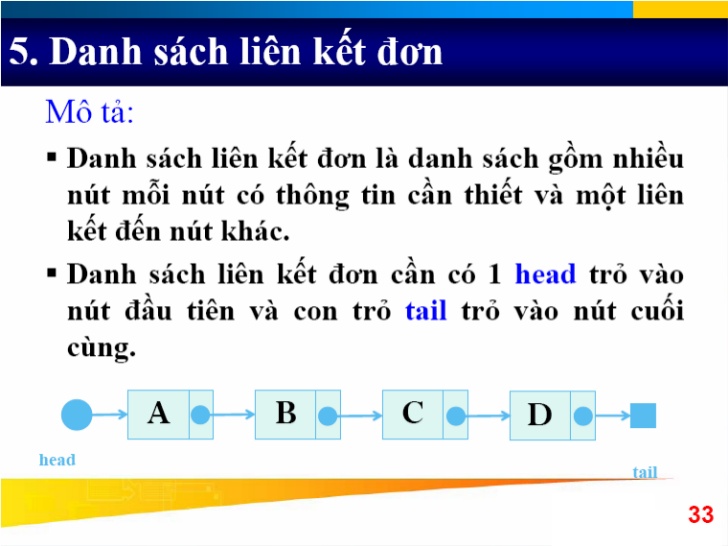 5. Danh sách liên kết đơn
Mô tả:
▪ Danh sách liên kết đơn là danh sách gồm nhiều
nút mỗi nút có thông tin cần thiết và một liên
kết đến nút khác.
▪ Danh sách liên kết đơn cần có 1 head trỏ vào
nút đầu tiên và con trỏ tail trỏ vào nút cuối
cùng.
A B C D
head
tail
33